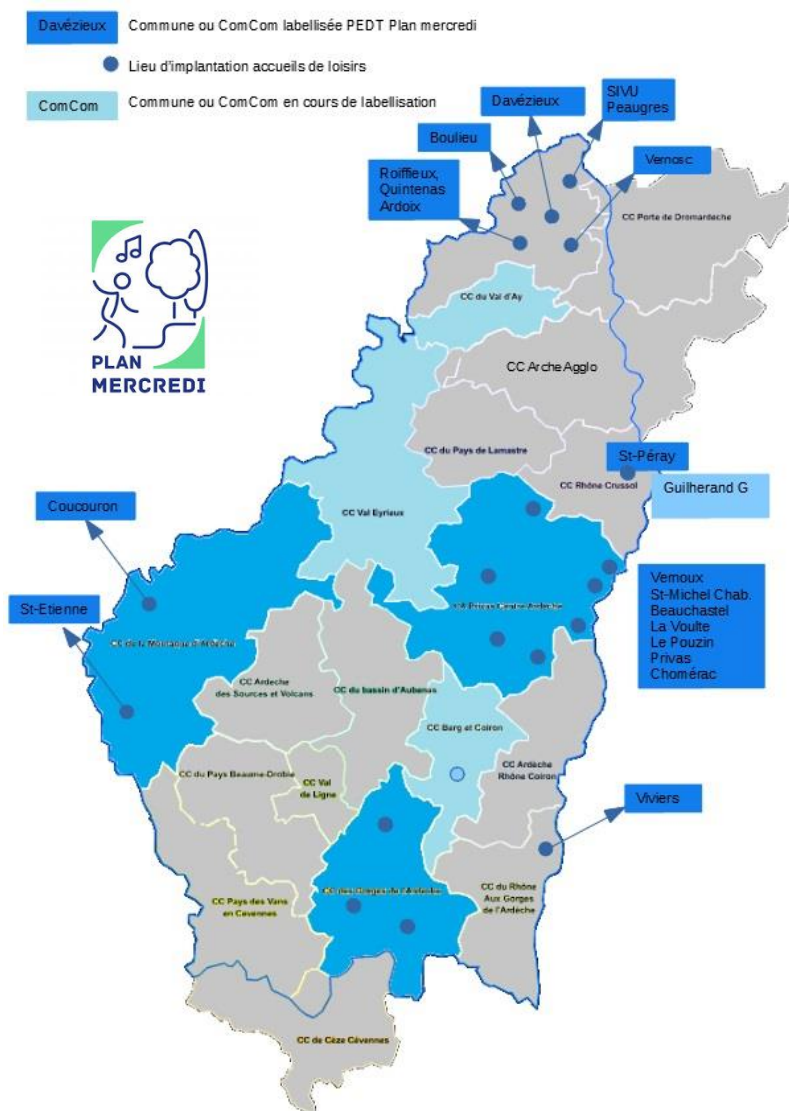 Davézieux
Commune ou ComCom labellisée PEDT Plan mercredi
Lieu d'implantation accueils de loisirs
ComCom
Commune ou ComCom en cours de labellisation
SIVU
Peaugres
Davézieux
Boulieu
Vernosc
Roiffieux,
Quintenas
Ardoix
CC Porte de Dromardèche
PLAN
MERCREDI
CC du Val d'Ay
CC Arche Agglo
CC du Pays de Lamastre
St-Péray
CC Rhône Crussol
Guilherand G
Coucouron
CC Val Eyrieux
St-Etienne
CA Privas Centre Ardèche
CC de la Montagne d'Ardèche
Vernoux
St-Michel Chab.
Beauchastel
La Voulte
Le Pouzin
Privas
Chomérac
CC Ardèche
des Sources et Volcans
CC du bassin d'Aubenas
CC Berg et Coiron
CC Ardèche
Rhône Coiron
CC du Pays Beaume-Drobie
CC Val
de Ligne
Viviers
CC des Gorges de l'Ardèche
CC du Rhône
Aux Gorges
de l'Ardèche
CC Pays des Vans
en Cévennes
CC de Cèze Cévennes